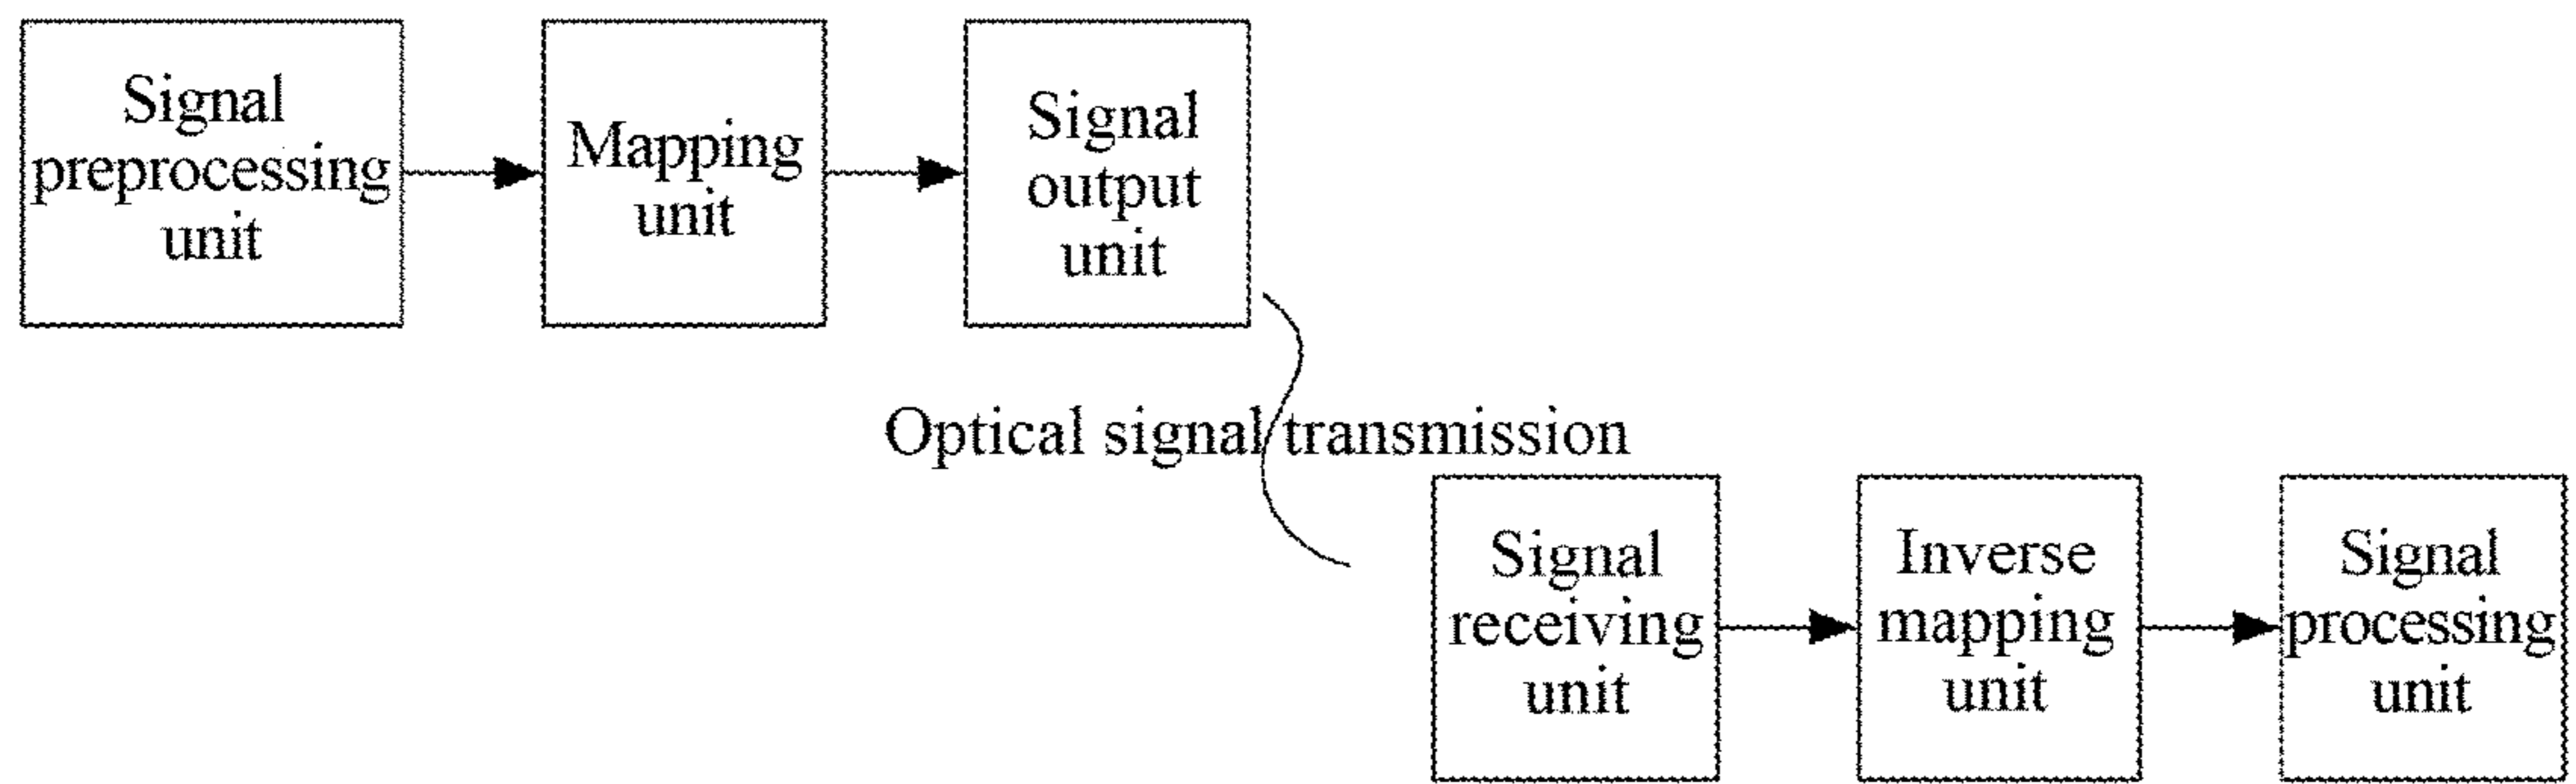 Signal
preprocessing
unit
Mapping
unit
Signal
output
unit
Optical signal transmission
Signal
receiving
unit
Inverse
mapping
unit
Signal
processing
unit